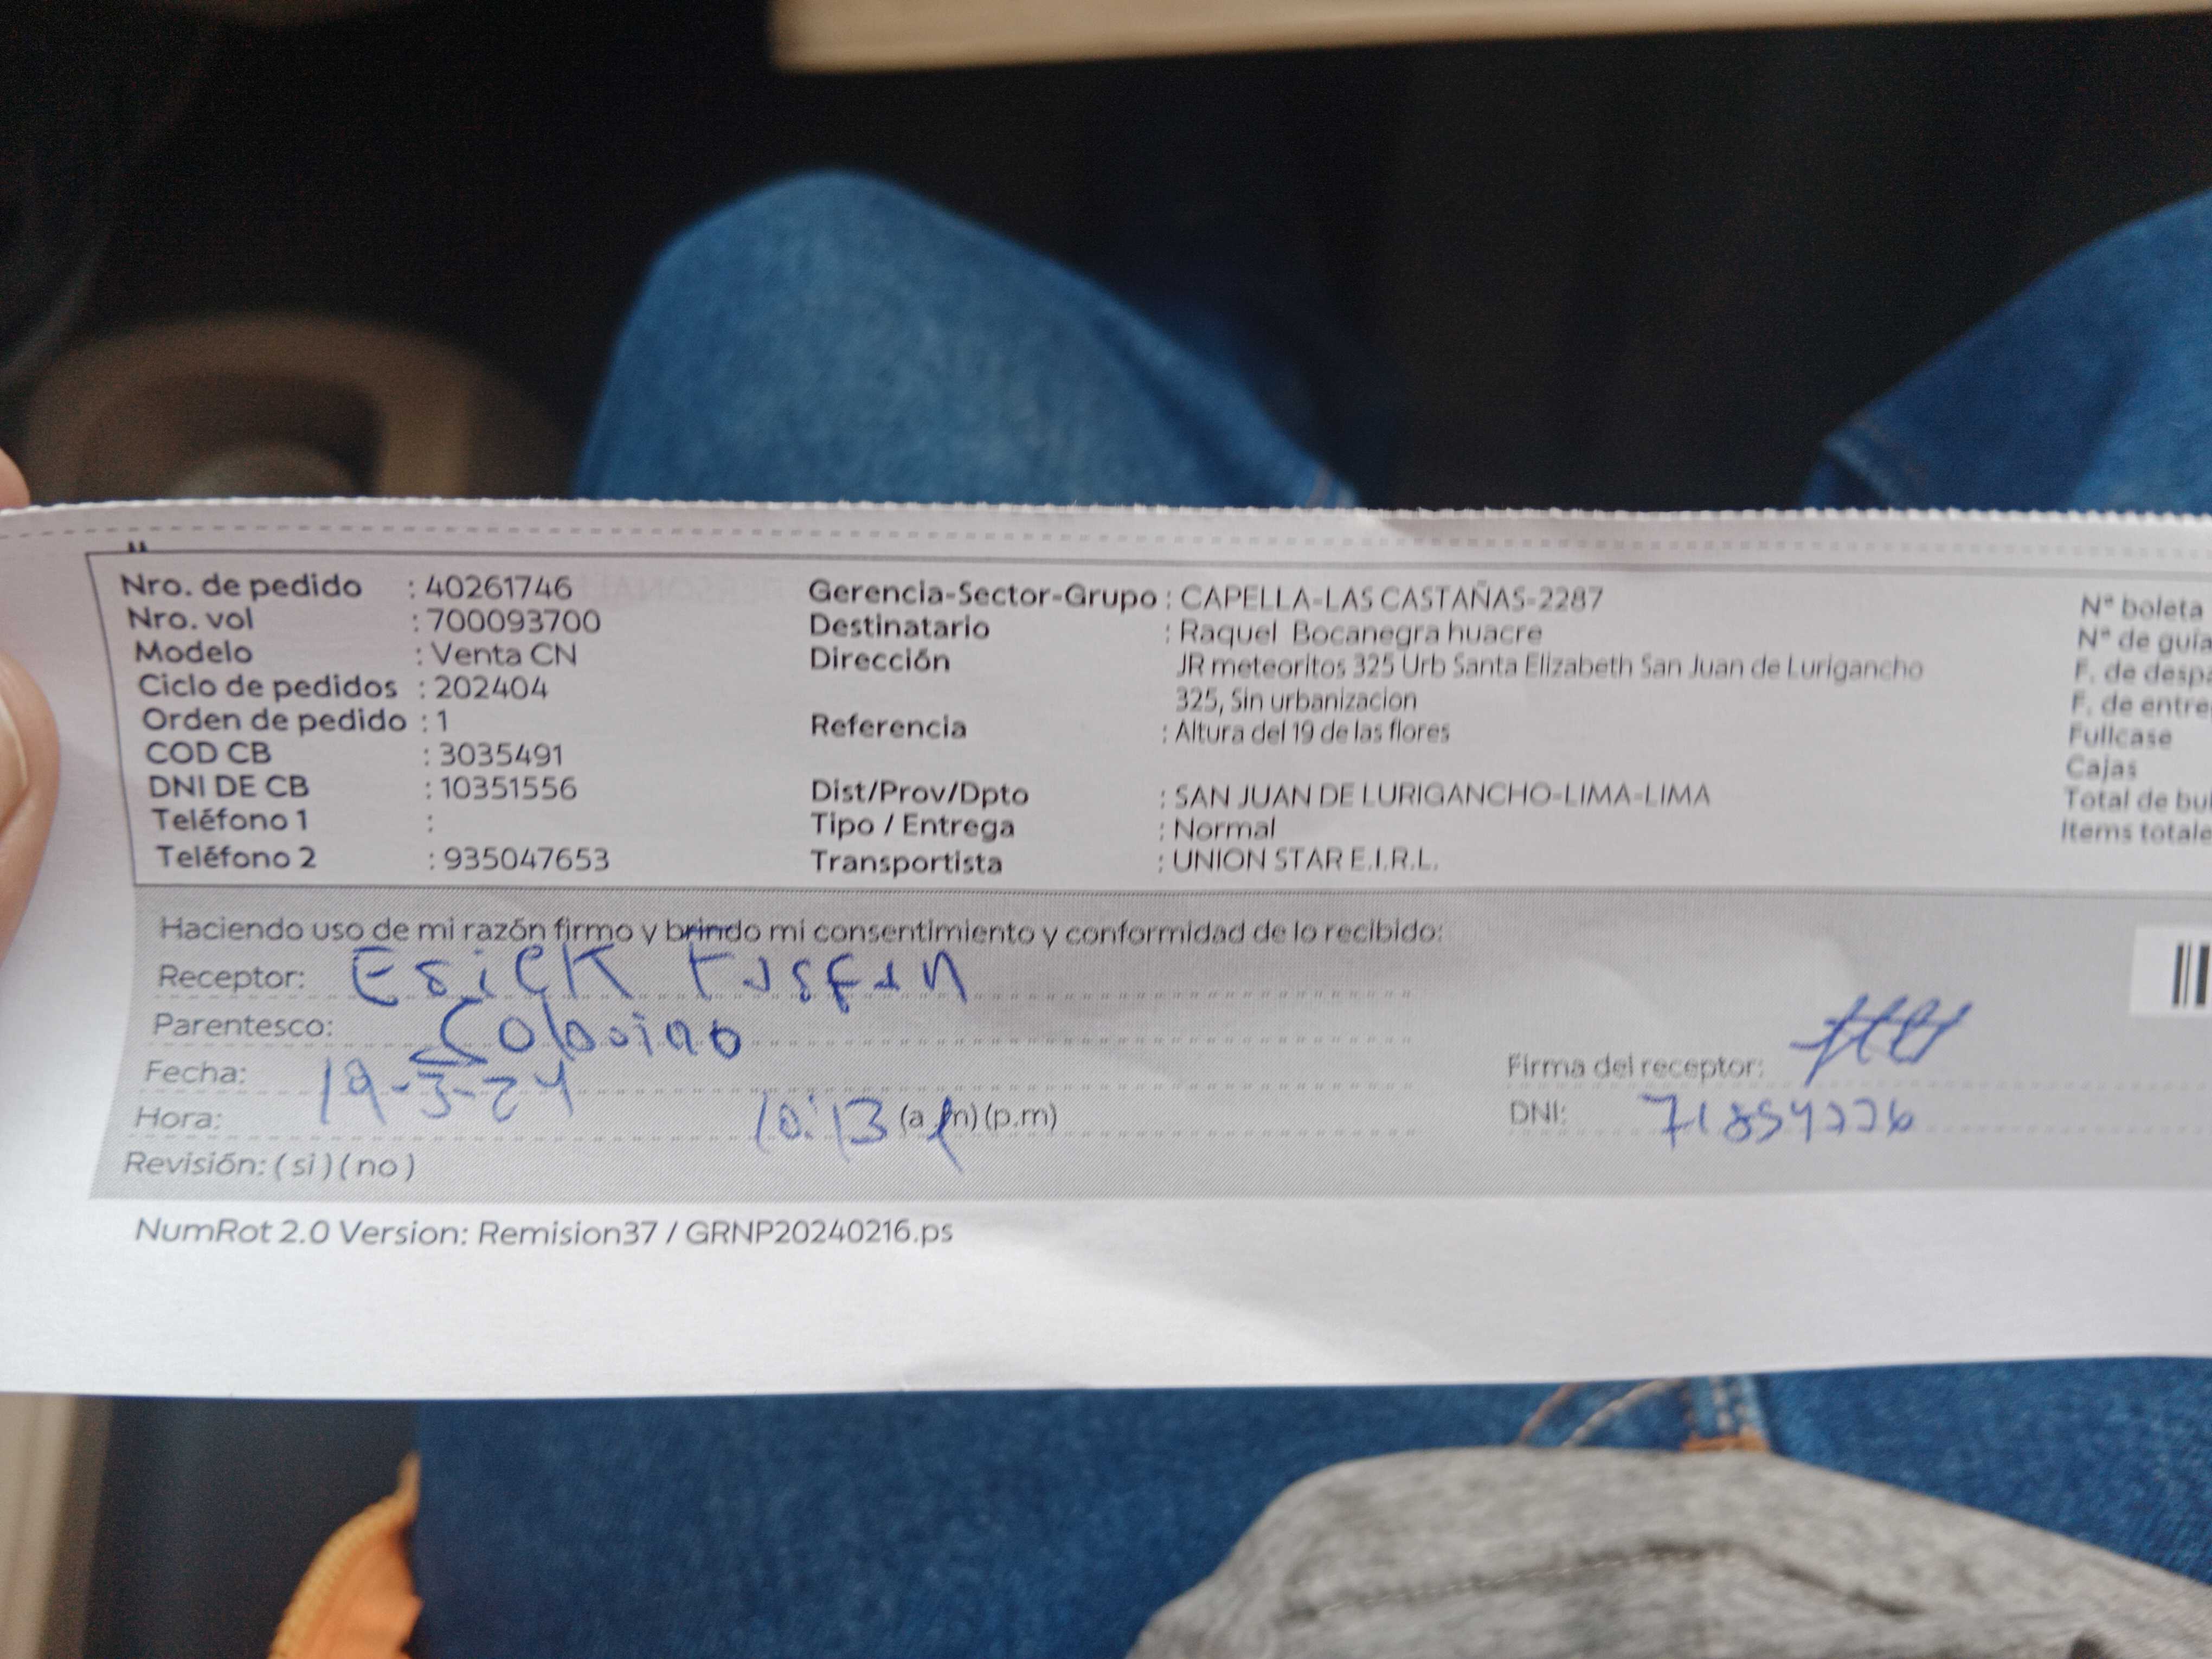 Nro. de pedido : 40261746
Nro. vol : 700093700
Modelo : Venta CN
Ciclo de pedidos : 202404
Orden de pedido : 1
COD CB : 3035491
DNI DE CB : 10351556
Teléfono 1 :
Teléfono 2 : 935047653
Gerencia-Sector-Grupo : CAPELLA-LAS CASTAÑAS-2287
Destinatario : Raquel Bocanegra huacre
Dirección JR meteoritos 325 Urb Santa Elizabeth San Juan de Lurigancho
325, Sin urbanizacion
Referencia : Altura del 19 de las flores
Dist/Prov/Dpto : SAN JUAN DE LURIGANCHO-LIMA-LIMA
Tipo / Entrega : Normal
Transportista : UNION STAR E.I.R.L.
N° boleta
N° de guía
F. de
F. de
Fullcase
Cajas
Total de
Items
Haciendo uso de mi razón firmo y brindo mi consentimiento y conformidad de lo recibido:
Receptor:
Parentesco:
Fecha: 19-3-24
Hora: 10:13 (a.m) (p.m)
Revisión: ( si ) ( no )
Firma del receptor:
DNI:
NumRot 2.0 Version: Remision37 / GRNP20240216.ps